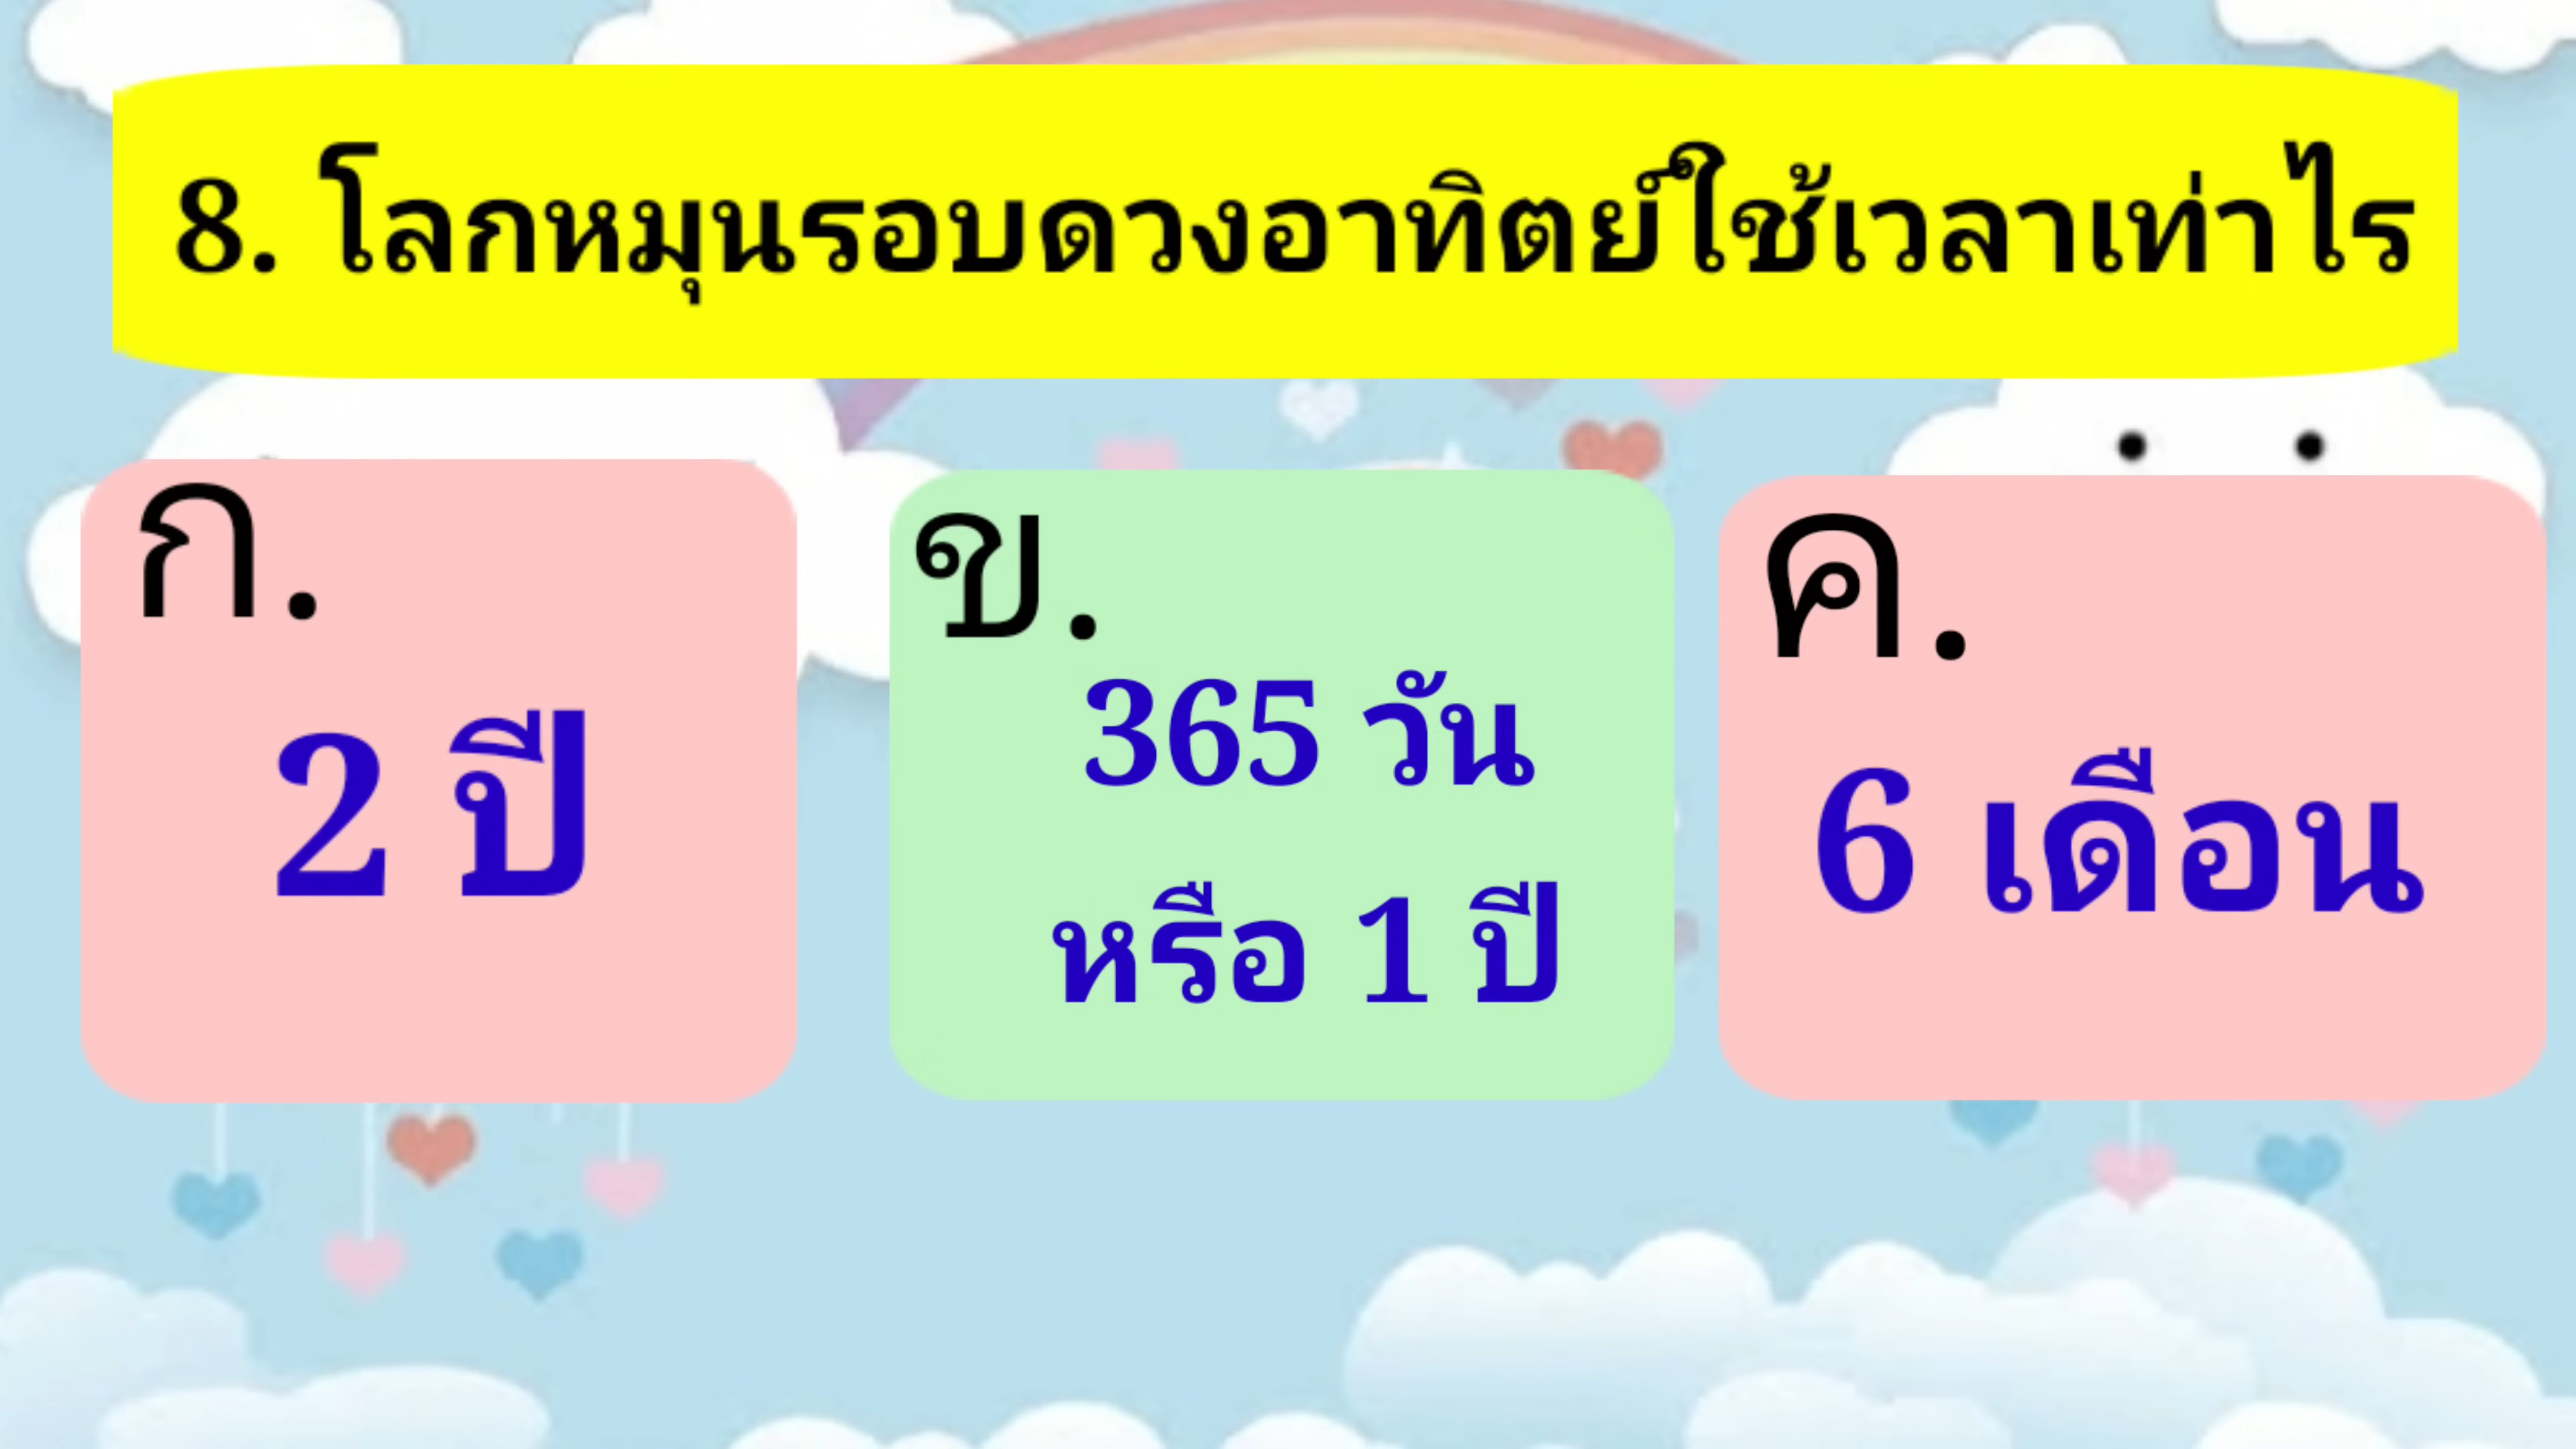 8. โลกหมุนรอบดวงอาทิตย์ใช้เวลาเท่าไร
ก.
2 ปี
ข.
365 วัน
หรือ 1 ปี
ค.
6 เดือน